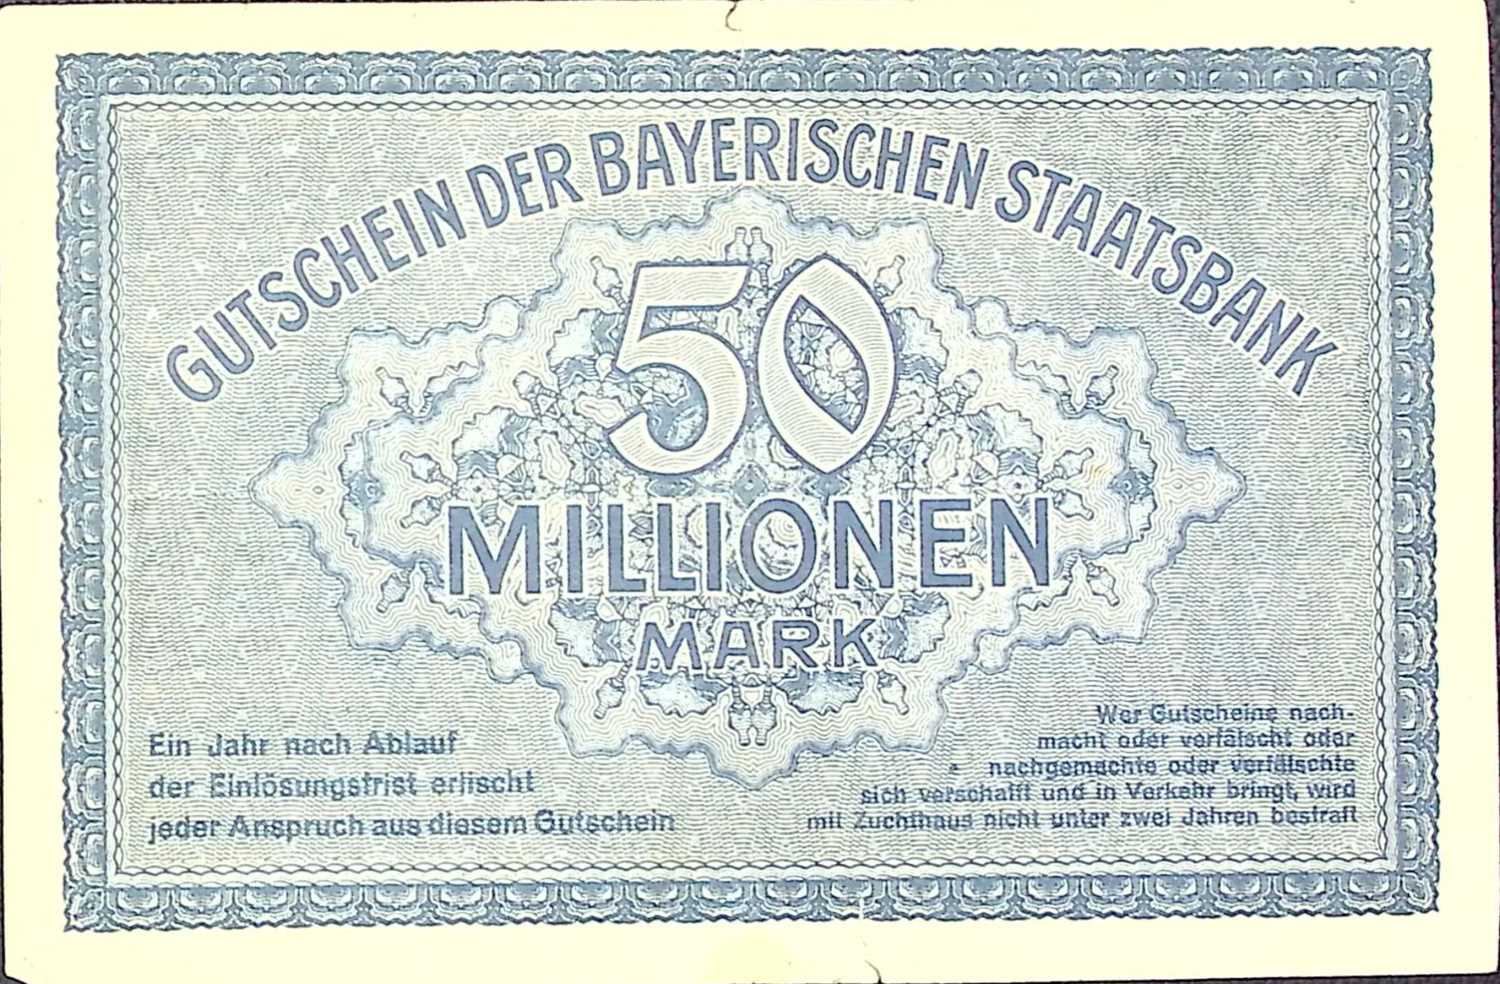 GUTSCHEIN DER BAYERISCHEN STAATSBANK
50
MILLIONEN
MARK
Ein Jahr nach Ablauf
der Einlösungsfrist erlischt
jeder Anspruch aus diesem Gutschein
Wer Gutscheine nach-
macht oder verfälscht oder
nachgemachte oder verfälschte
sich verschafft und in Verkehr bringt, wird
mit Zuchthaus nicht unter zwei Jahren bestraft